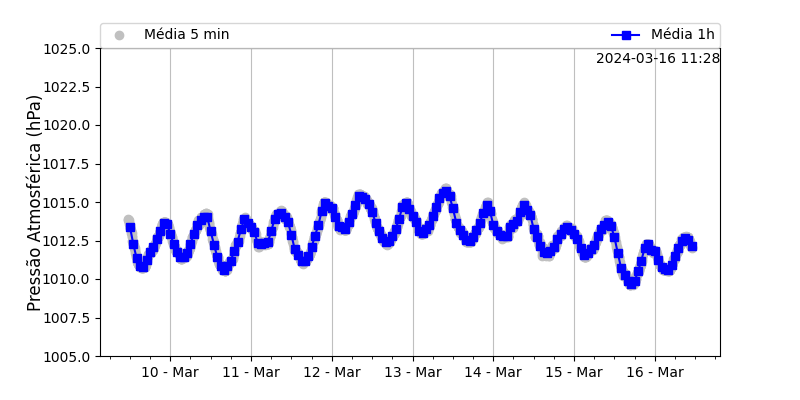 Média 5 min
Média 1h
2024-03-16 11:28
Pressão Atmosférica (hPa)
1025.0
1022.5
1020.0
1017.5
1015.0
1012.5
1010.0
1007.5
1005.0
10 - Mar
11 - Mar
12 - Mar
13 - Mar
14 - Mar
15 - Mar
16 - Mar